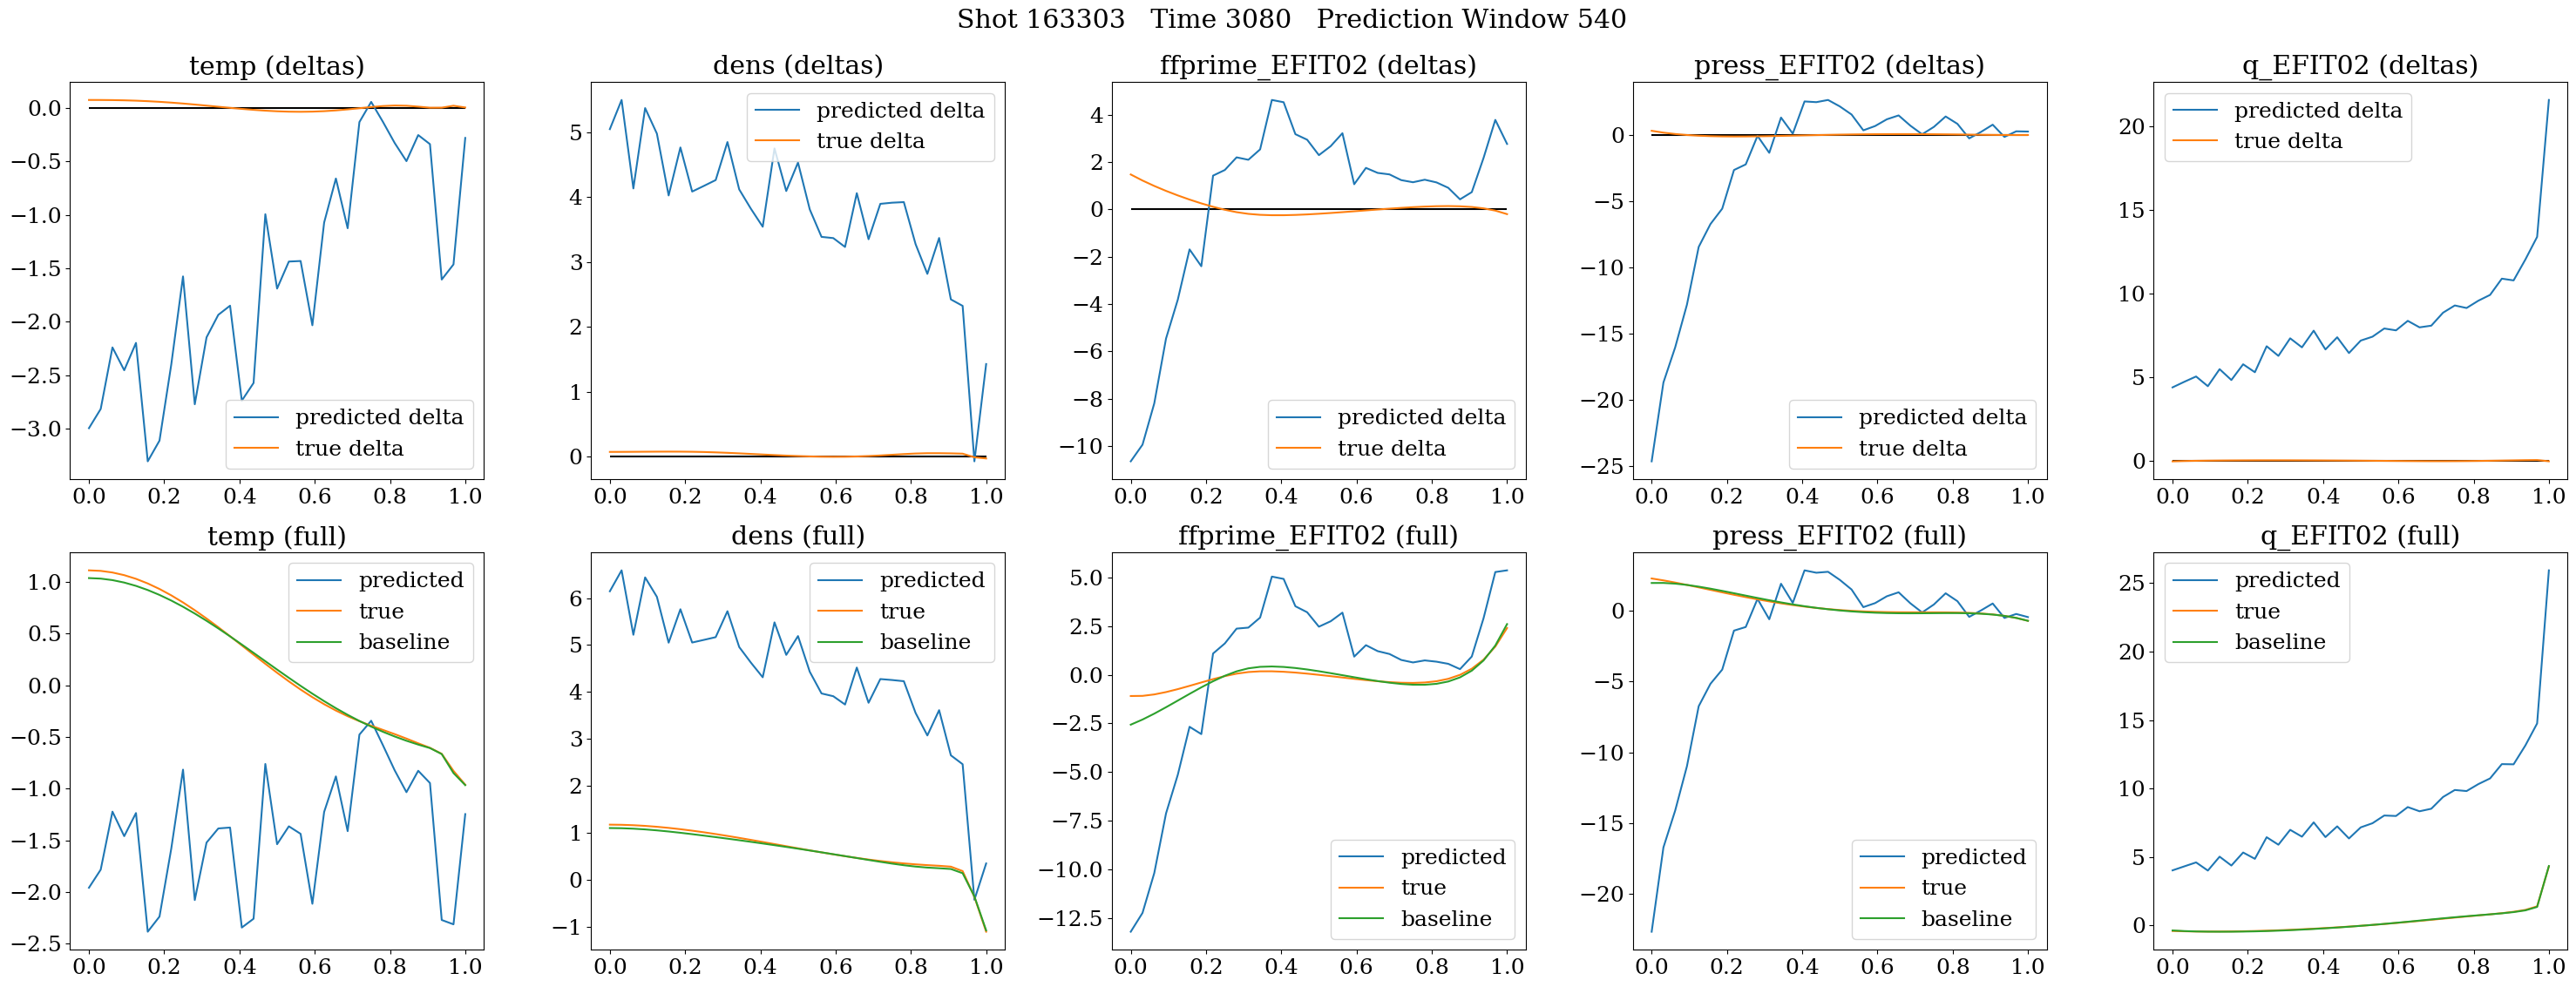 Shot 163303   Time 3080   Prediction Window 540
temp (deltas)
0.0
−0.5
−1.0
−1.5
−2.0
−2.5
−3.0
predicted delta
true delta
0.0 0.2 0.4 0.6 0.8 1.0
dens (deltas)
5
4
3
2
1
0
predicted delta
true delta
0.0 0.2 0.4 0.6 0.8 1.0
ffprime_EFIT02 (deltas)
4
2
0
−2
−4
−6
−8
−10
predicted delta
true delta
0.0 0.2 0.4 0.6 0.8 1.0
press_EFIT02 (deltas)
0
−5
−10
−15
−20
−25
predicted delta
true delta
0.0 0.2 0.4 0.6 0.8 1.0
q_EFIT02 (deltas)
20
15
10
5
0
predicted delta
true delta
0.0 0.2 0.4 0.6 0.8 1.0
temp (full)
1.0
0.5
0.0
−0.5
−1.0
−1.5
−2.0
−2.5
predicted
true
baseline
0.0 0.2 0.4 0.6 0.8 1.0
dens (full)
6
5
4
3
2
1
0
−1
predicted
true
baseline
0.0 0.2 0.4 0.6 0.8 1.0
ffprime_EFIT02 (full)
5.0
2.5
0.0
−2.5
−5.0
−7.5
−10.0
−12.5
predicted
true
baseline
0.0 0.2 0.4 0.6 0.8 1.0
press_EFIT02 (full)
0
−5
−10
−15
−20
predicted
true
baseline
0.0 0.2 0.4 0.6 0.8 1.0
q_EFIT02 (full)
25
20
15
10
5
0
predicted
true
baseline
0.0 0.2 0.4 0.6 0.8 1.0